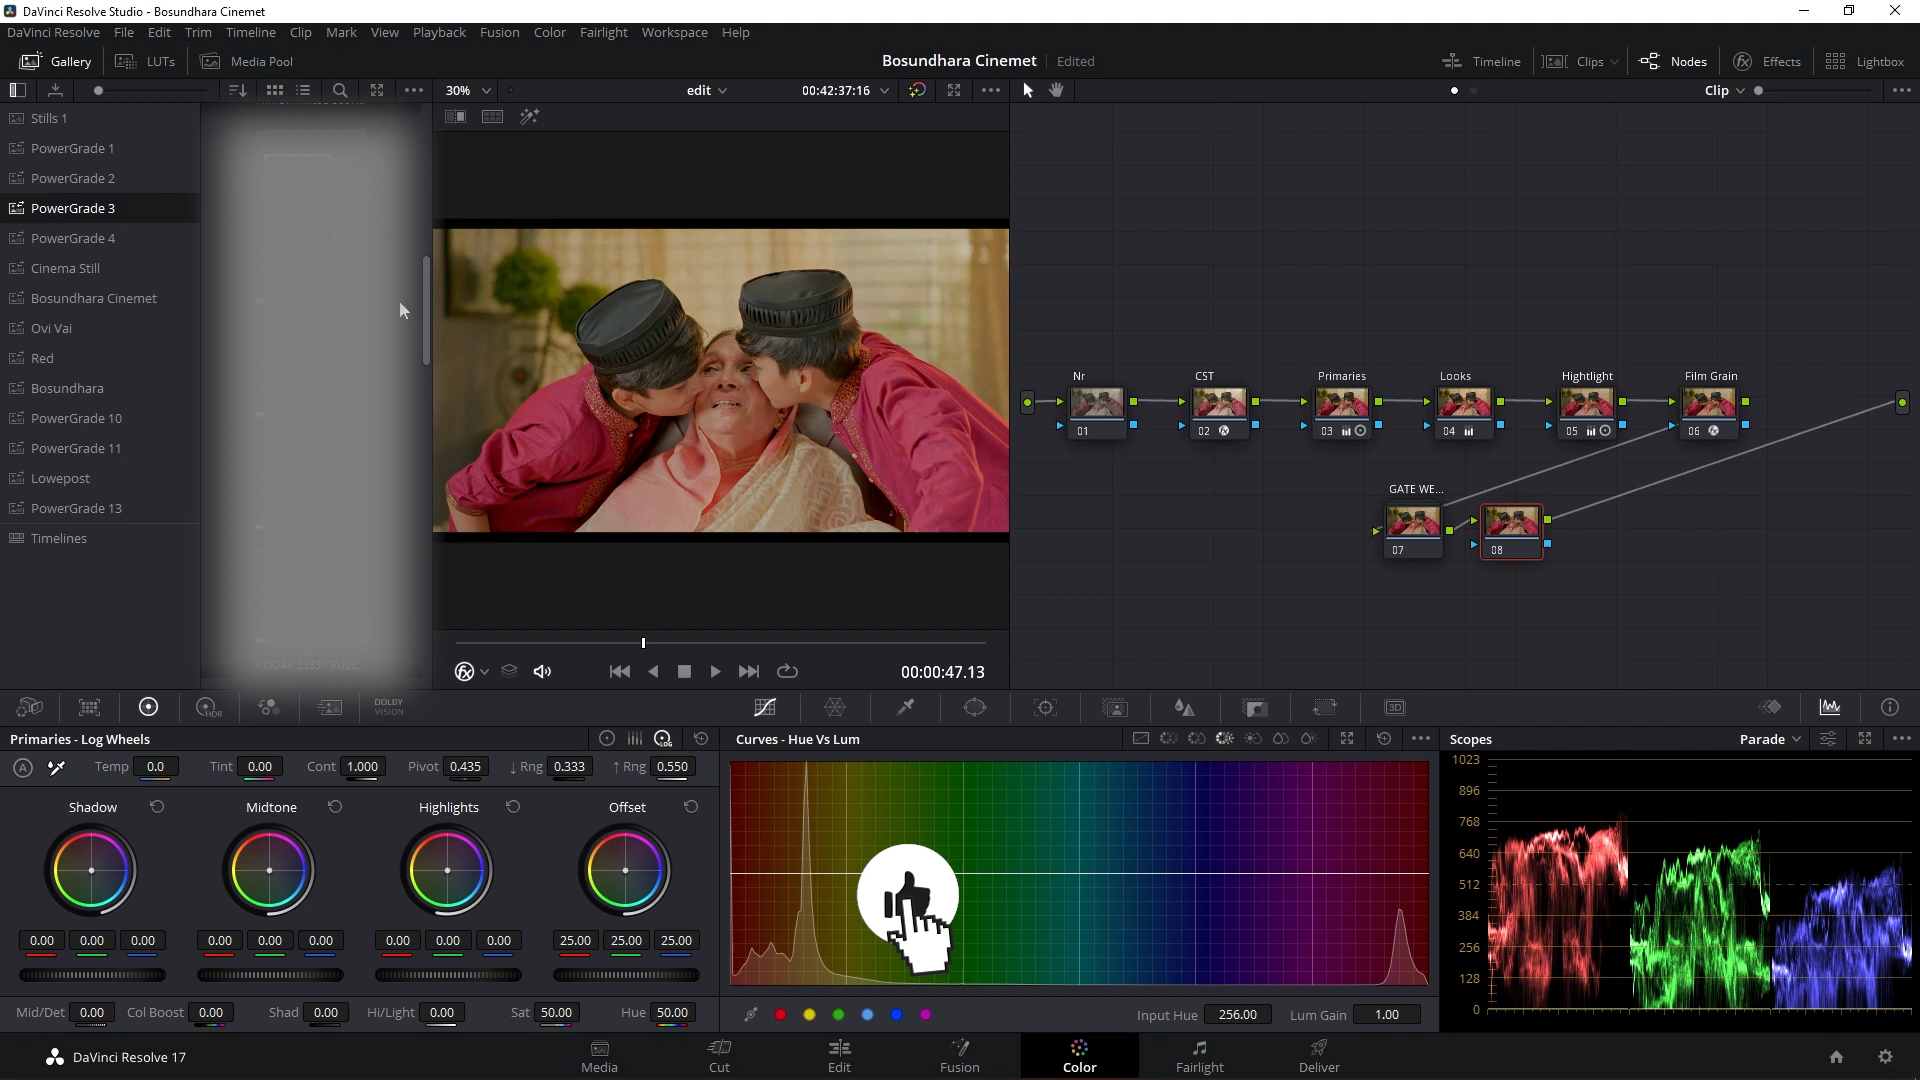 DaVinci Resolve Studio - Bosundhara Cinemet
DaVinci Resolve File Edit Trim Timeline Clip Mark View Playback Fusion Color Fairlight Workspace Help
Gallery LUTs Media Pool Bosundhara Cinemet Edited Timeline Clips Nodes Effects Lightbox
30% edit 00:42:37:16 Clip
Stills 1
PowerGrade 1
PowerGrade 2
PowerGrade 3
PowerGrade 4
Cinema Still
Bosundhara Cinemet
Ovi Vai
Red
Bosundhara
PowerGrade 10
PowerGrade 11
Lowepost
PowerGrade 13
Timelines
KODAK 2383 - FULL...
Nr CST Primaries Looks Hightlight Film Grain
01 02 03 04 05 06
GATE WE...
07 08
00:00:47.13
HDR DOLBY VISION 3D
Primaries - Log Wheels LOG Curves - Hue Vs Lum Scopes Parade
A Temp 0.0 Tint 0.00 Cont 1.000 Pivot 0.435 ↓ Rng 0.333 ↑ Rng 0.550
Shadow Midtone Highlights Offset
0.00 0.00 0.00 0.00 0.00 0.00 0.00 0.00 0.00 25.00 25.00 25.00
Mid/Det 0.00 Col Boost 0.00 Shad 0.00 Hi/Light 0.00 Sat 50.00 Hue 50.00
Input Hue 256.00 Lum Gain 1.00
1023
896
768
640
512
384
256
128
0
DaVinci Resolve 17 Media Cut Edit Fusion Color Fairlight Deliver